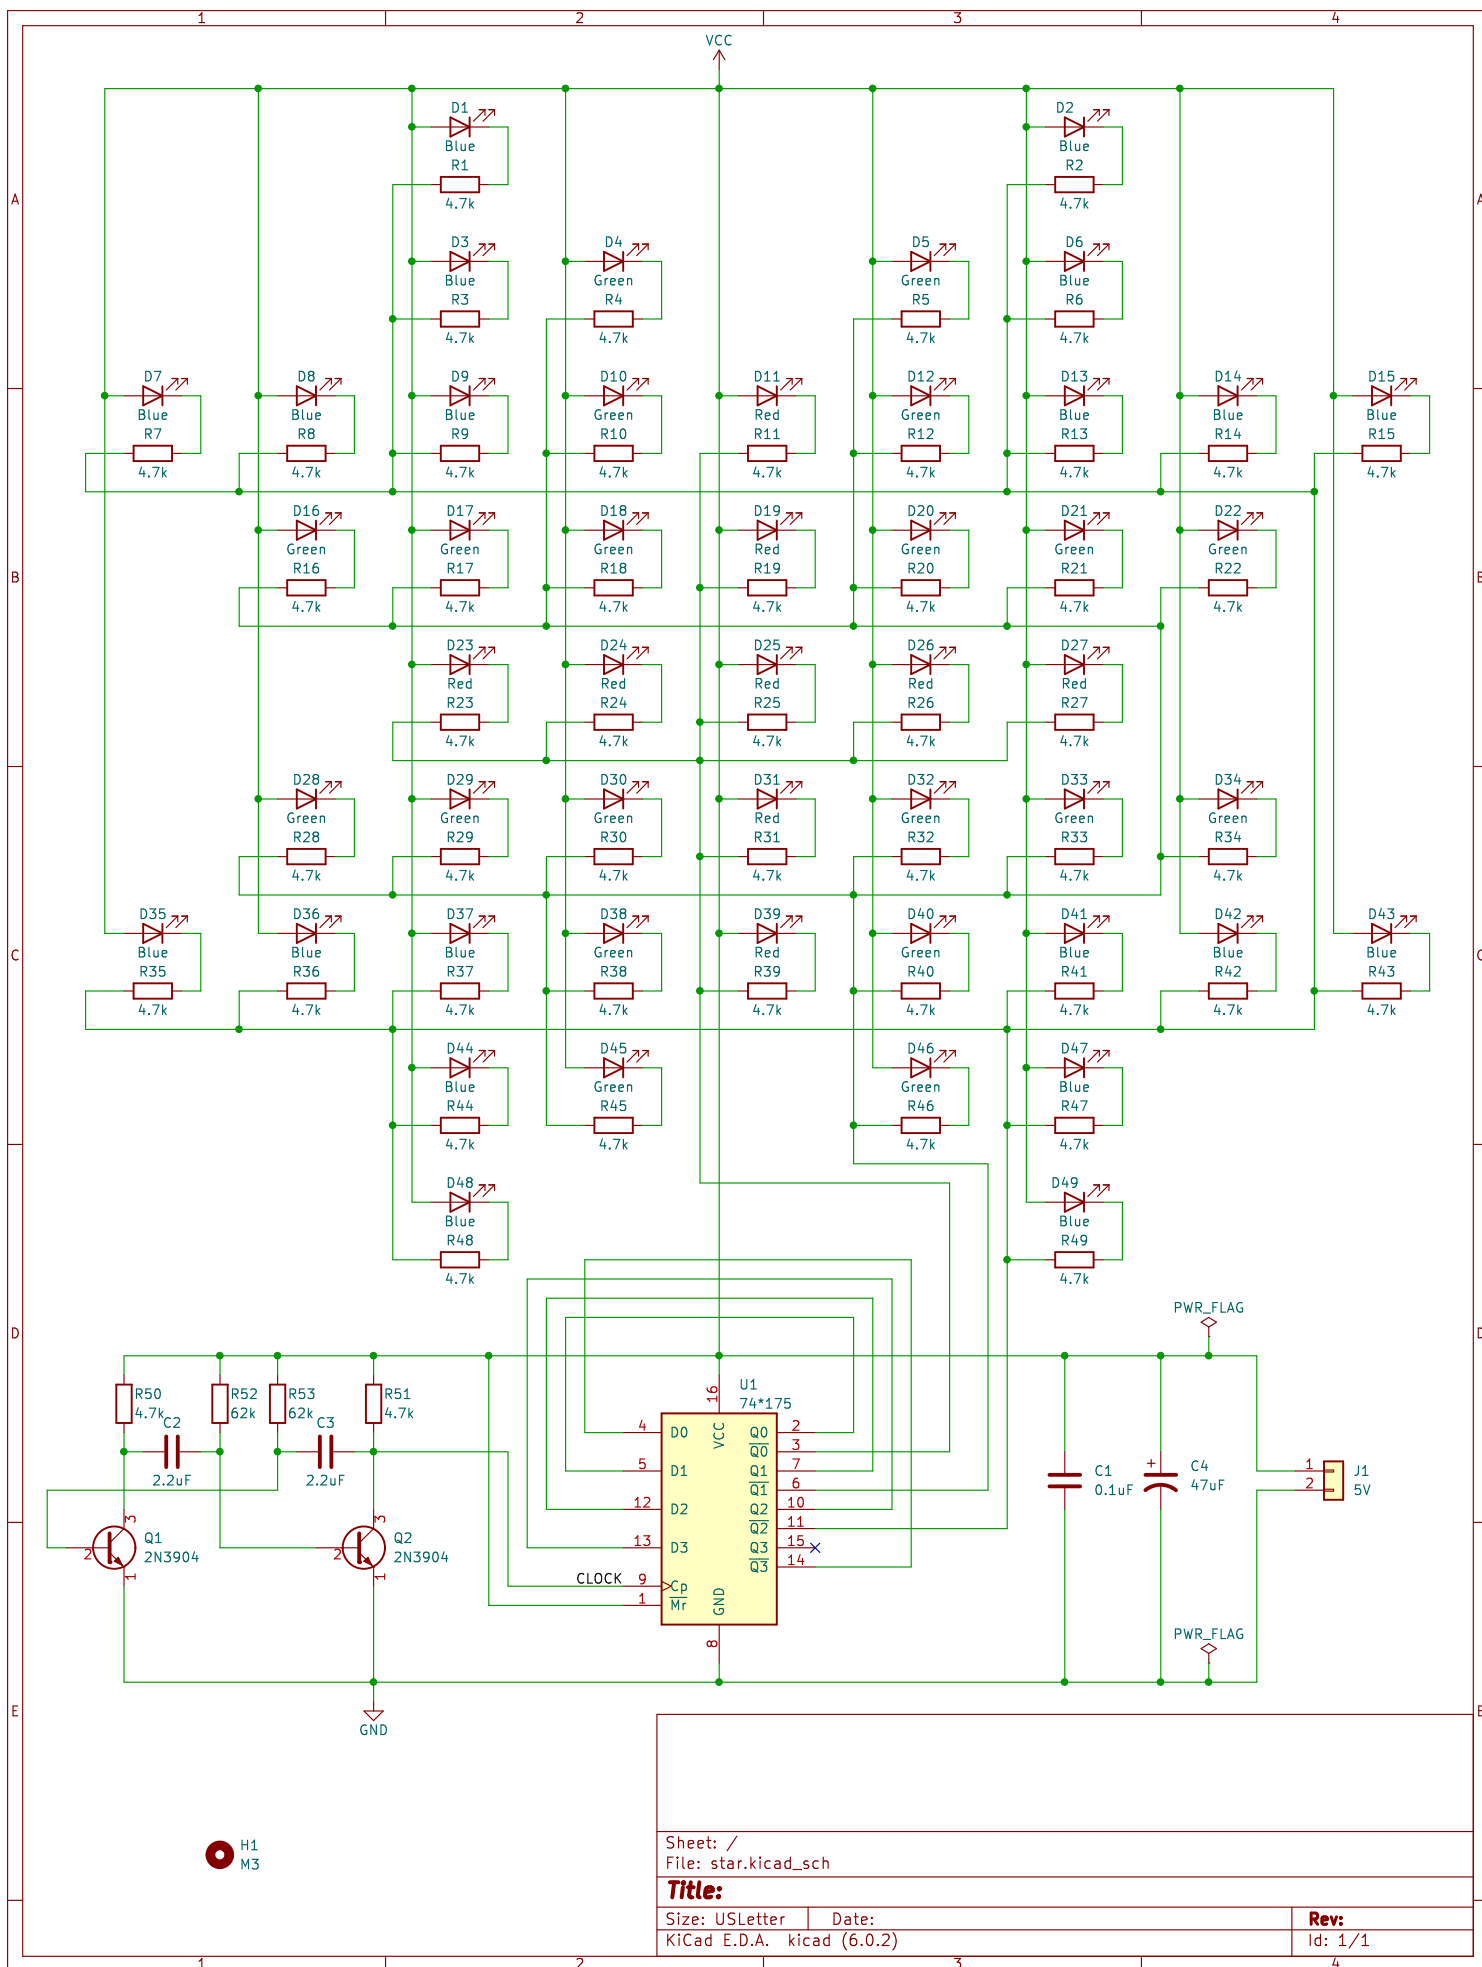 1 2 3 4
VCC
D1 D2
Blue Blue
R1 R2
A A
4.7k 4.7k
D3 D4 D5 D6
Blue Green Green Blue
R3 R4 R5 R6
4.7k 4.7k 4.7k 4.7k
D7 D8 D9 D10 D11 D12 D13 D14 D15
Blue Blue Blue Green Red Green Blue Blue Blue
R7 R8 R9 R10 R11 R12 R13 R14 R15
4.7k 4.7k 4.7k 4.7k 4.7k 4.7k 4.7k 4.7k 4.7k
D16 D17 D18 D19 D20 D21 D22
Green Green Green Red Green Green Green
R16 R17 R18 R19 R20 R21 R22
B B
4.7k 4.7k 4.7k 4.7k 4.7k 4.7k 4.7k
D23 D24 D25 D26 D27
Red Red Red Red Red
R23 R24 R25 R26 R27
4.7k 4.7k 4.7k 4.7k 4.7k
D28 D29 D30 D31 D32 D33 D34
Green Green Green Red Green Green Green
R28 R29 R30 R31 R32 R33 R34
4.7k 4.7k 4.7k 4.7k 4.7k 4.7k 4.7k
D35 D36 D37 D38 D39 D40 D41 D42 D43
Blue Blue Blue Green Red Green Blue Blue Blue
C C
R35 R36 R37 R38 R39 R40 R41 R42 R43
4.7k 4.7k 4.7k 4.7k 4.7k 4.7k 4.7k 4.7k 4.7k
D44 D45 D46 D47
Blue Green Green Blue
R44 R45 R46 R47
4.7k 4.7k 4.7k 4.7k
D48 D49
Blue Blue
R48 R49
4.7k 4.7k
PWR_FLAG
D D
R50 R52 R53 R51
4.7k 62k 62k 4.7k
C2 C3
2.2uF 2.2uF
U1
74*175
16
VCC
4 D0 Q0 2
Q0 3
5 D1 Q1 7
Q1 6
12 D2 Q2 10
Q2 11
13 D3 Q3 15
Q3 14
CLOCK 9 Cp
1 Mr
GND
8
C1
0.1uF
+ C4
47uF
1 J1
2 5V
3 Q1
2 2N3904
1
3 Q2
2 2N3904
1
PWR_FLAG
E E
GND
H1
M3
Sheet: /
File: star.kicad_sch
Title:
Size: USLetter Date: Rev:
KiCad E.D.A. kicad (6.0.2) Id: 1/1
1 2 3 4